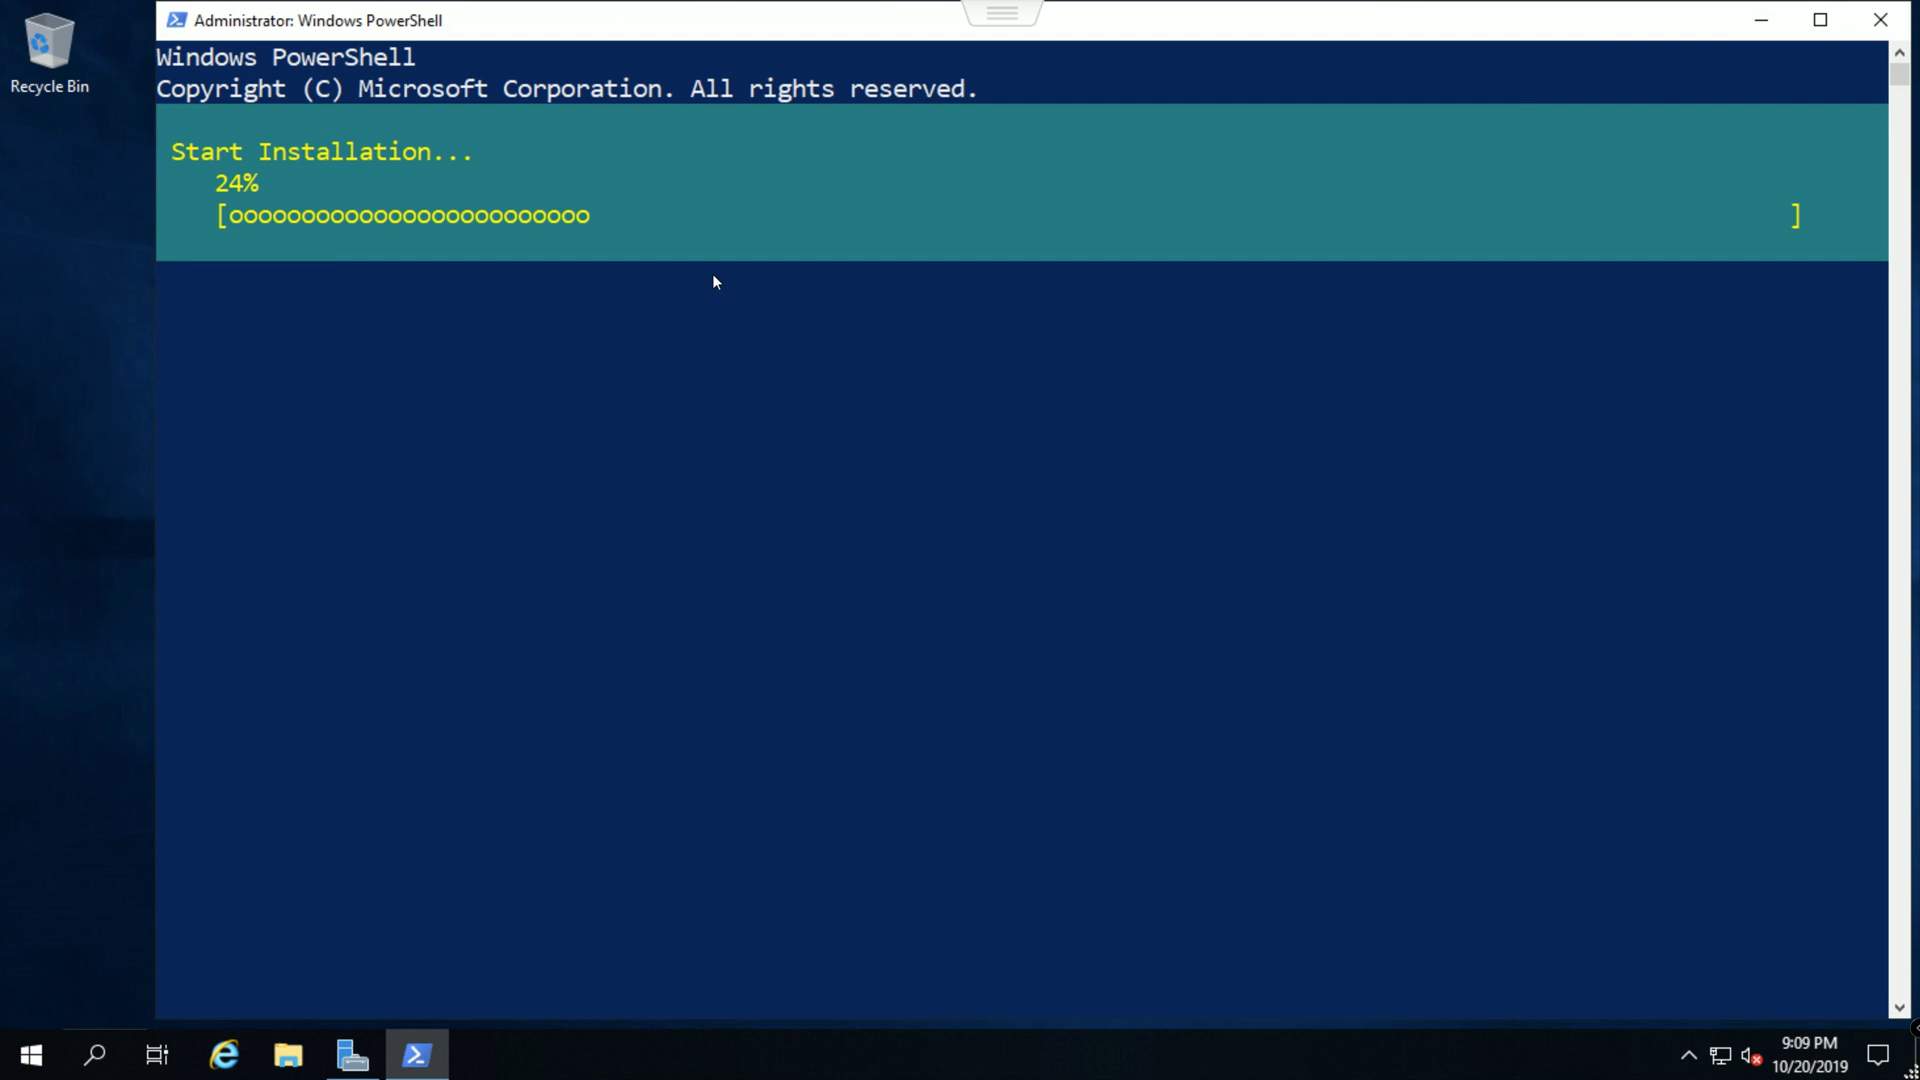 Recycle Bin
Administrator: Windows PowerShell
Windows PowerShell
Copyright (C) Microsoft Corporation. All rights reserved.
Start Installation...
24%
[ooooooooooooooooooooooooo ]
9:09 PM
10/20/2019